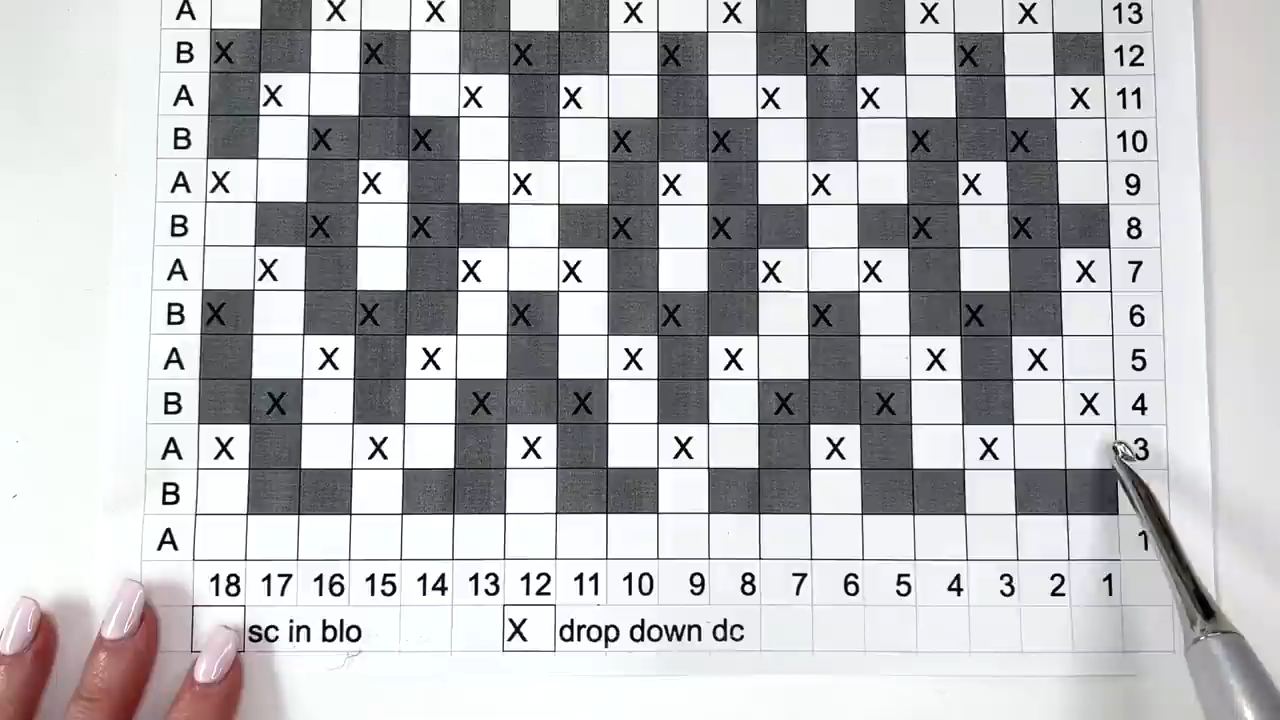 A X X X X X X 13
B X X X X X X 12
A X X X X X X 11
B X X X X X X 10
A X X X X X X 9
B X X X X X X 8
A X X X X X X 7
B X X X X X X 6
A X X X X X X 5
B X X X X X X 4
A X X X X X X 3
B
A 1
18 17 16 15 14 13 12 11 10 9 8 7 6 5 4 3 2 1
sc in blo X drop down dc